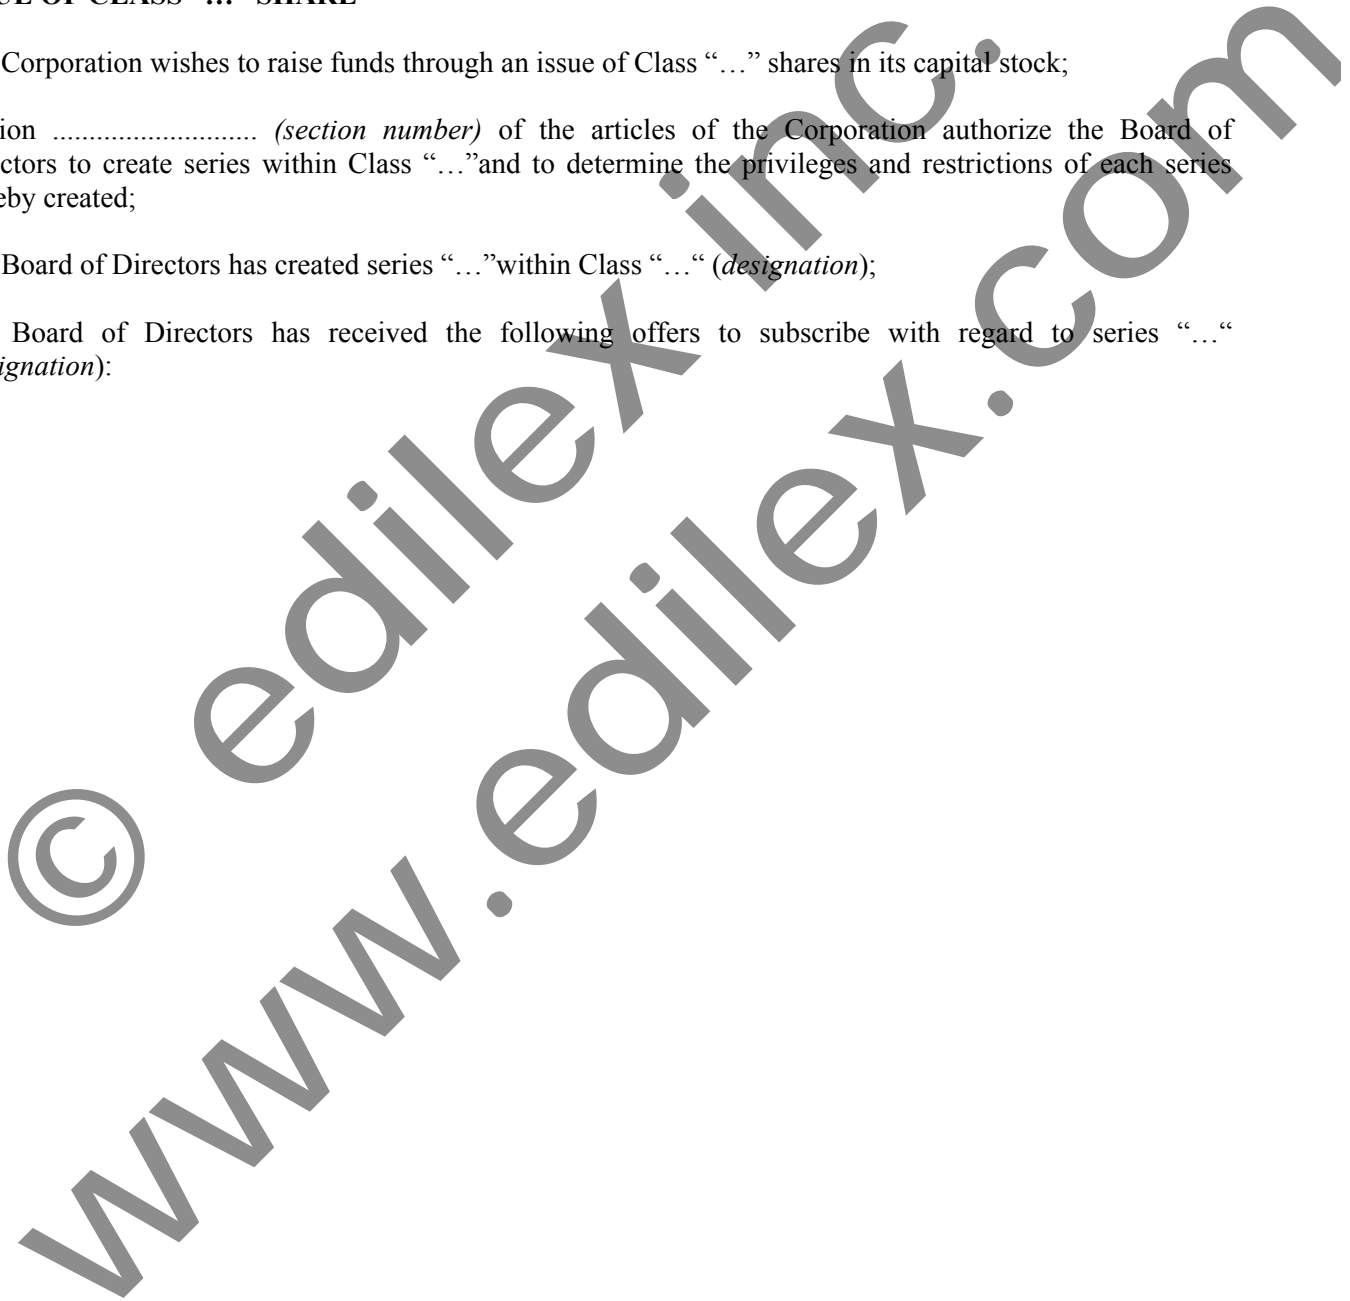 UE OF CLASS “…” SHARE
Corporation wishes to raise funds through an issue of Class “…” shares in its capital stock;
ion ............................ (section number) of the articles of the Corporation authorize the Board of
ctors to create series within Class “…”and to determine the privileges and restrictions of each series
eby created;
Board of Directors has created series “…”within Class “…“ (designation);
Board of Directors has received the following offers to subscribe with regard to series “…“
ignation):
© edilex inc.
www.edilex.com